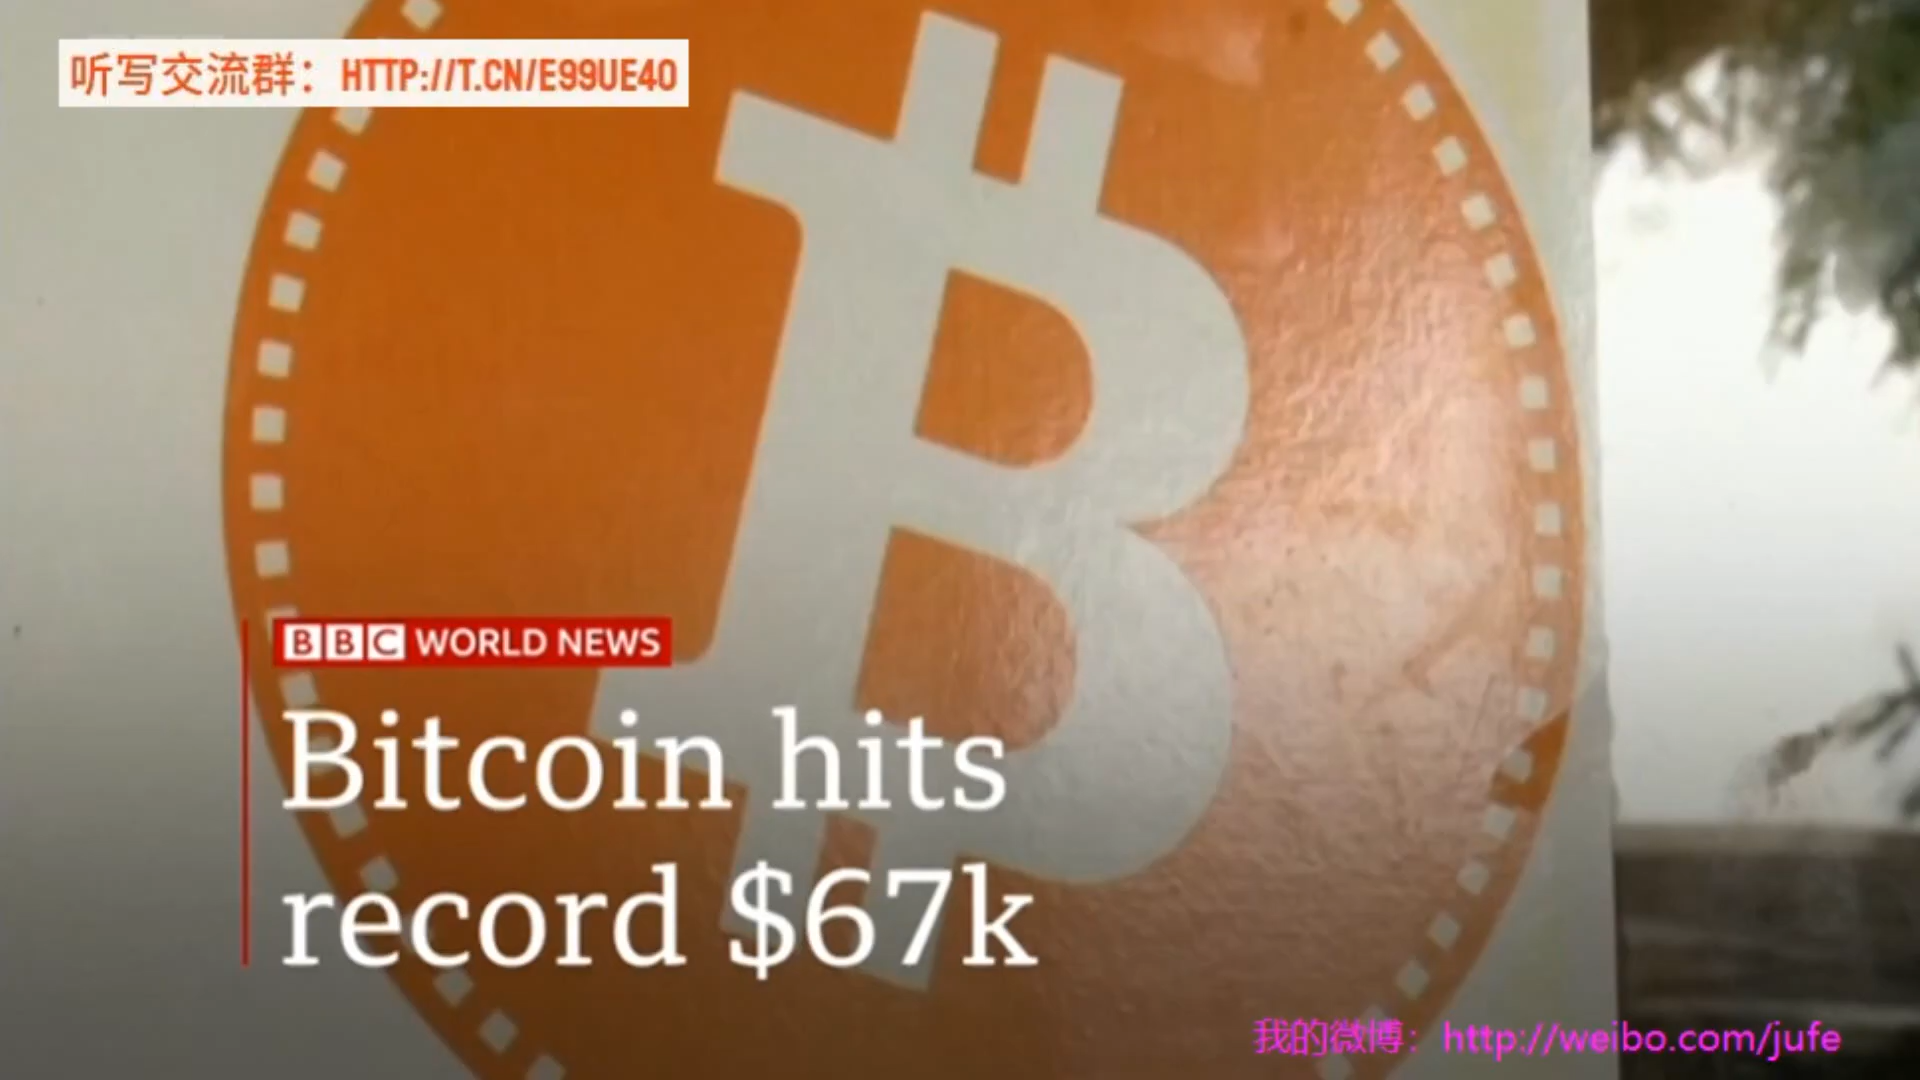 听写交流群：HTTP://T.CN/E99UE40
BBC WORLD NEWS
Bitcoin hits
record $67k
我的微博：http://weibo.com/jufe